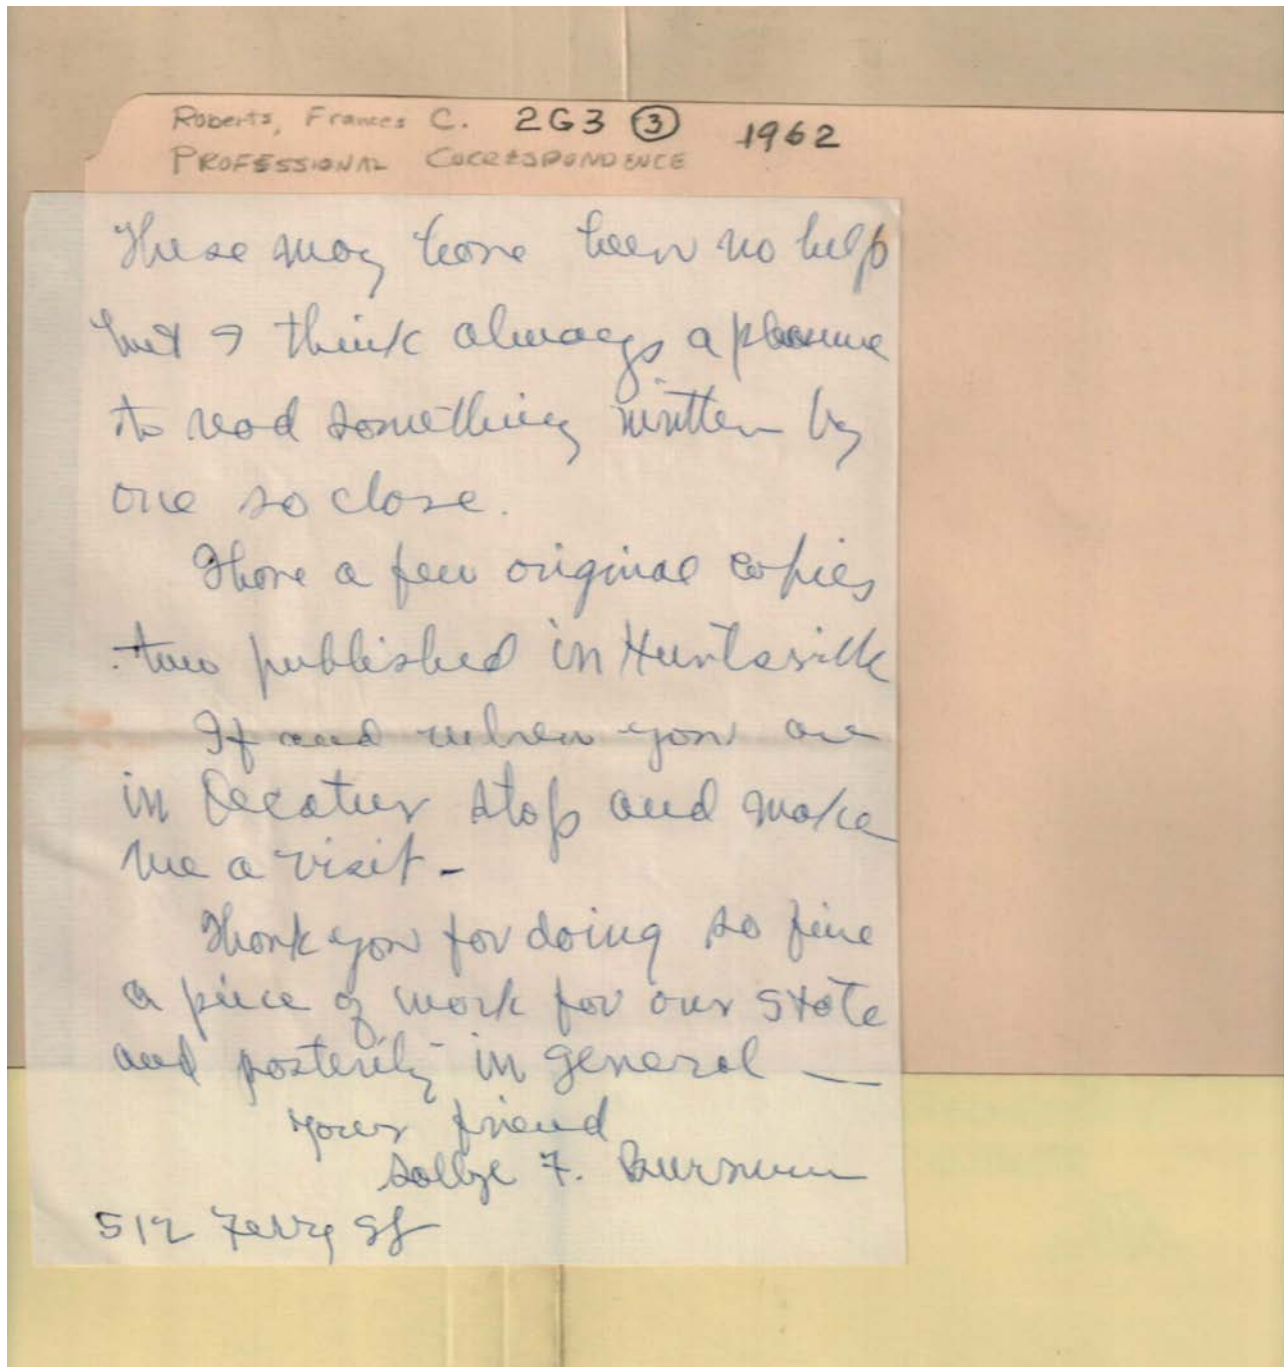 Roberts, Frances C. 2G3 ③ 1962
PROFESSIONAL CORRESPONDENCE
These may have been no help
but I think always a pleasure
to read something written by
one so close.
I have a few original copies
two published in Huntsville
If and when you are
in Decatur stop and make
me a visit -
Thank you for doing so fine
a piece of work for our state
and posterity in general —
Your friend
Sallye F.
512 Ferry St